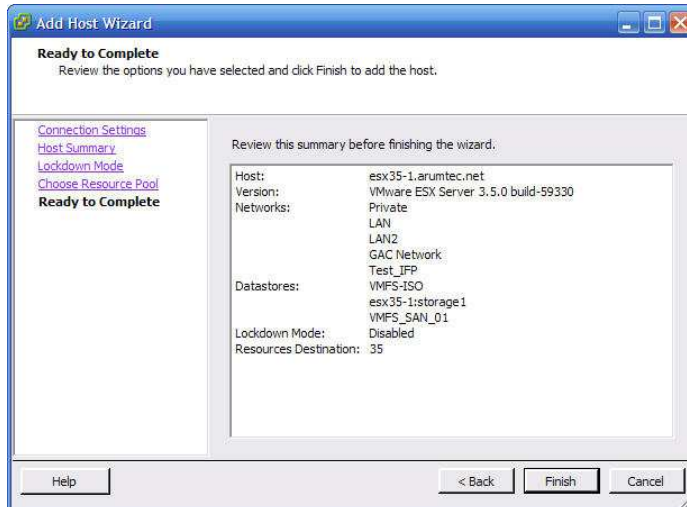 Add Host Wizard
Ready to Complete
Review the options you have selected and click Finish to add the host.
Connection Settings
Host Summary
Lockdown Mode
Choose Resource Pool
Ready to Complete
Review this summary before finishing the wizard.
Host: esx35-1.arumtec.net
Version: VMware ESX Server 3.5.0 build-59330
Networks: Private
LAN
LAN2
GAC Network
Test_IFP
Datastores: VMFS-ISO
esx35-1:storage1
VMFS_SAN_01
Lockdown Mode: Disabled
Resources Destination: 35
Help
< Back
Finish
Cancel